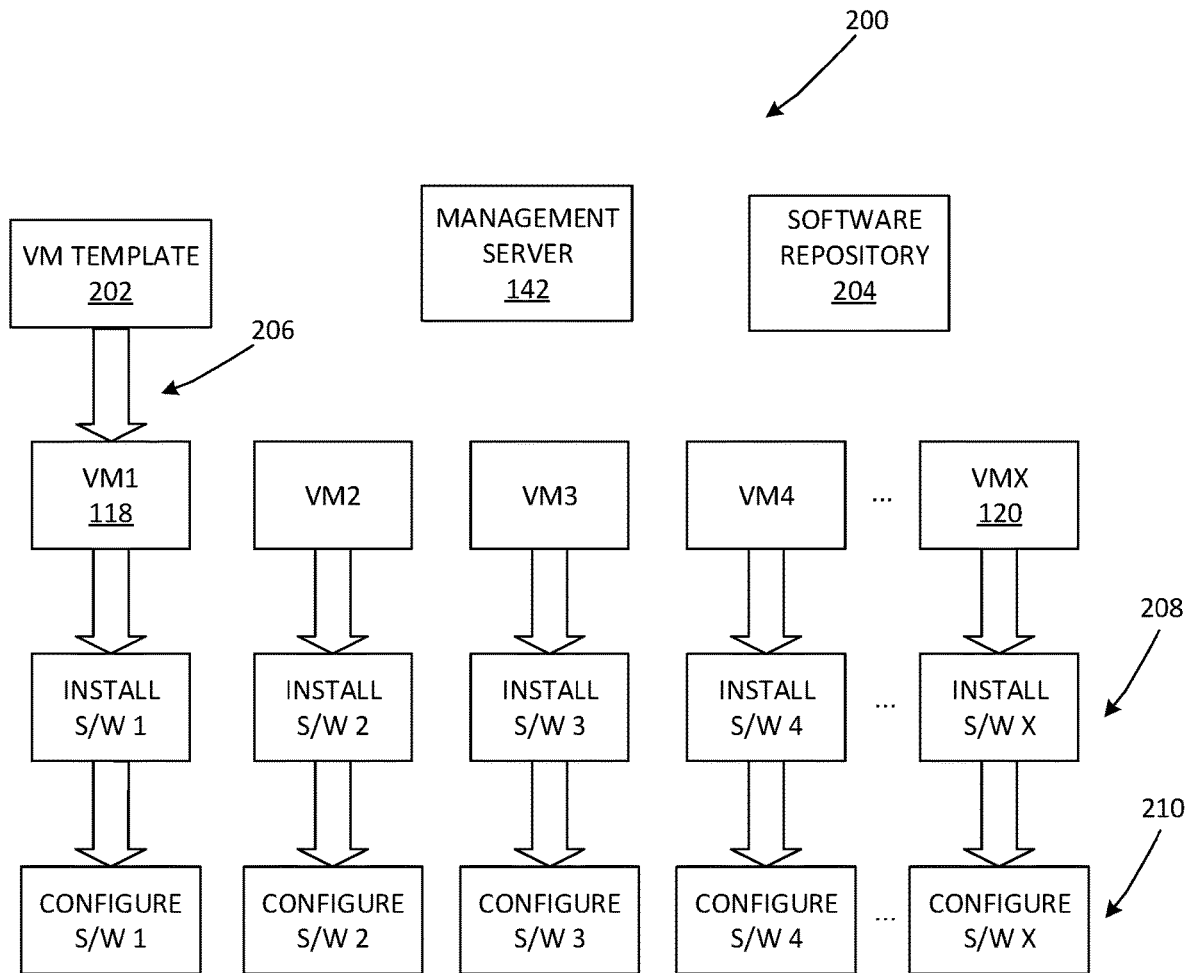 200
MANAGEMENT
SERVER
142
SOFTWARE
REPOSITORY
204
VM TEMPLATE
202
206
VM1
118
VM2
VM3
VM4
...
VMX
120
208
INSTALL
S/W 1
INSTALL
S/W 2
INSTALL
S/W 3
INSTALL
S/W 4
...
INSTALL
S/W X
210
CONFIGURE
S/W 1
CONFIGURE
S/W 2
CONFIGURE
S/W 3
CONFIGURE
S/W 4
...
CONFIGURE
S/W X